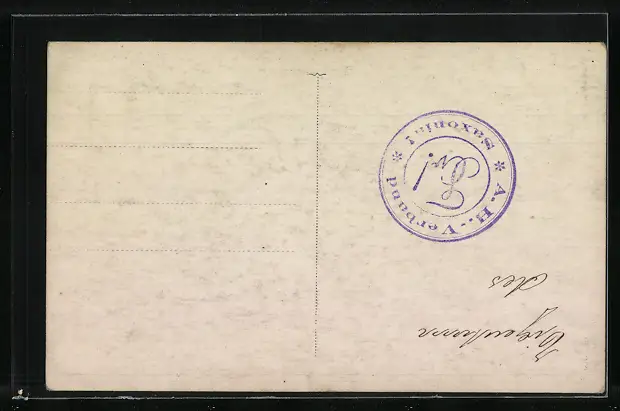 Eigentum
des
* A.H.-Verband * Saxonia!